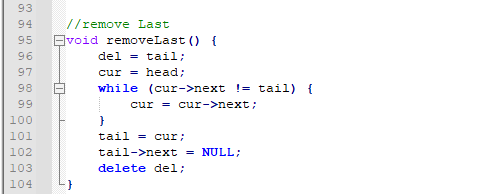 93
94 //remove Last
95 void removeLast() {
96 del = tail;
97 cur = head;
98 while (cur->next != tail) {
99 cur = cur->next;
100 }
101 tail = cur;
102 tail->next = NULL;
103 delete del;
104 }